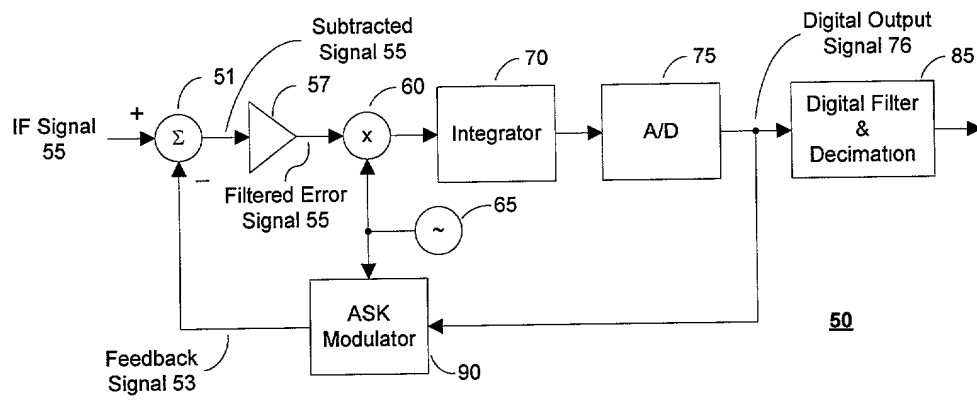 Subtracted
Signal 55
Digital Output
Signal 76
51
57
60
70
75
85
+
IF Signal
55
Σ
x
Integrator
A/D
Digital Filter
&
Decimation
−
Filtered Error
Signal 55
65
~
ASK
Modulator
50
Feedback
Signal 53
90